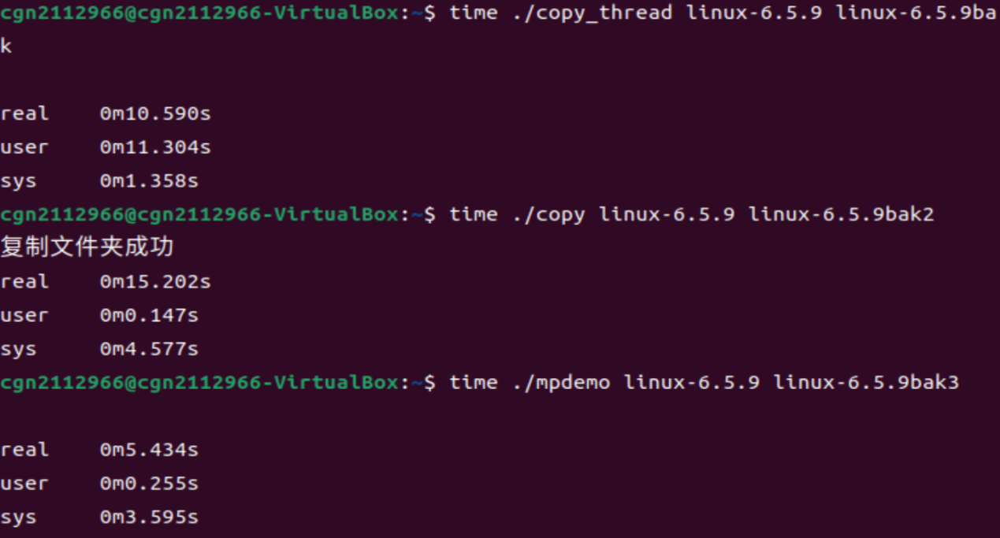 cgn2112966@cgn2112966-VirtualBox:~$ time ./copy_thread linux-6.5.9 linux-6.5.9ba
k
real    0m10.590s
user    0m11.304s
sys     0m1.358s
cgn2112966@cgn2112966-VirtualBox:~$ time ./copy linux-6.5.9 linux-6.5.9bak2
复制文件夹成功
real    0m15.202s
user    0m0.147s
sys     0m4.577s
cgn2112966@cgn2112966-VirtualBox:~$ time ./mpdemo linux-6.5.9 linux-6.5.9bak3
real    0m5.434s
user    0m0.255s
sys     0m3.595s